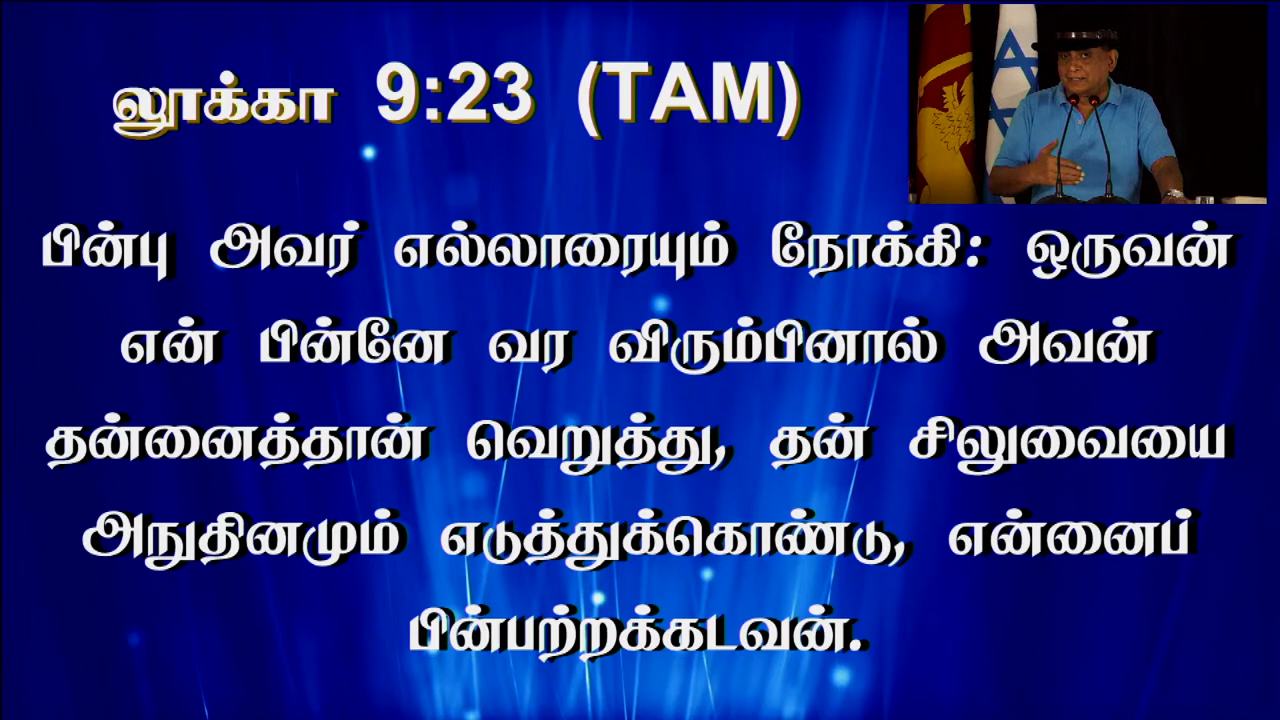 லூக்கா 9:23 (TAM)
பின்பு அவர் எல்லாரையும் நோக்கி: ஒருவன்
என் பின்னே வர விரும்பினால் அவன்
தன்னைத்தான் வெறுத்து, தன் சிலுவையை
அநுதினமும் எடுத்துக்கொண்டு, என்னைப்
பின்பற்றக்கடவன்.